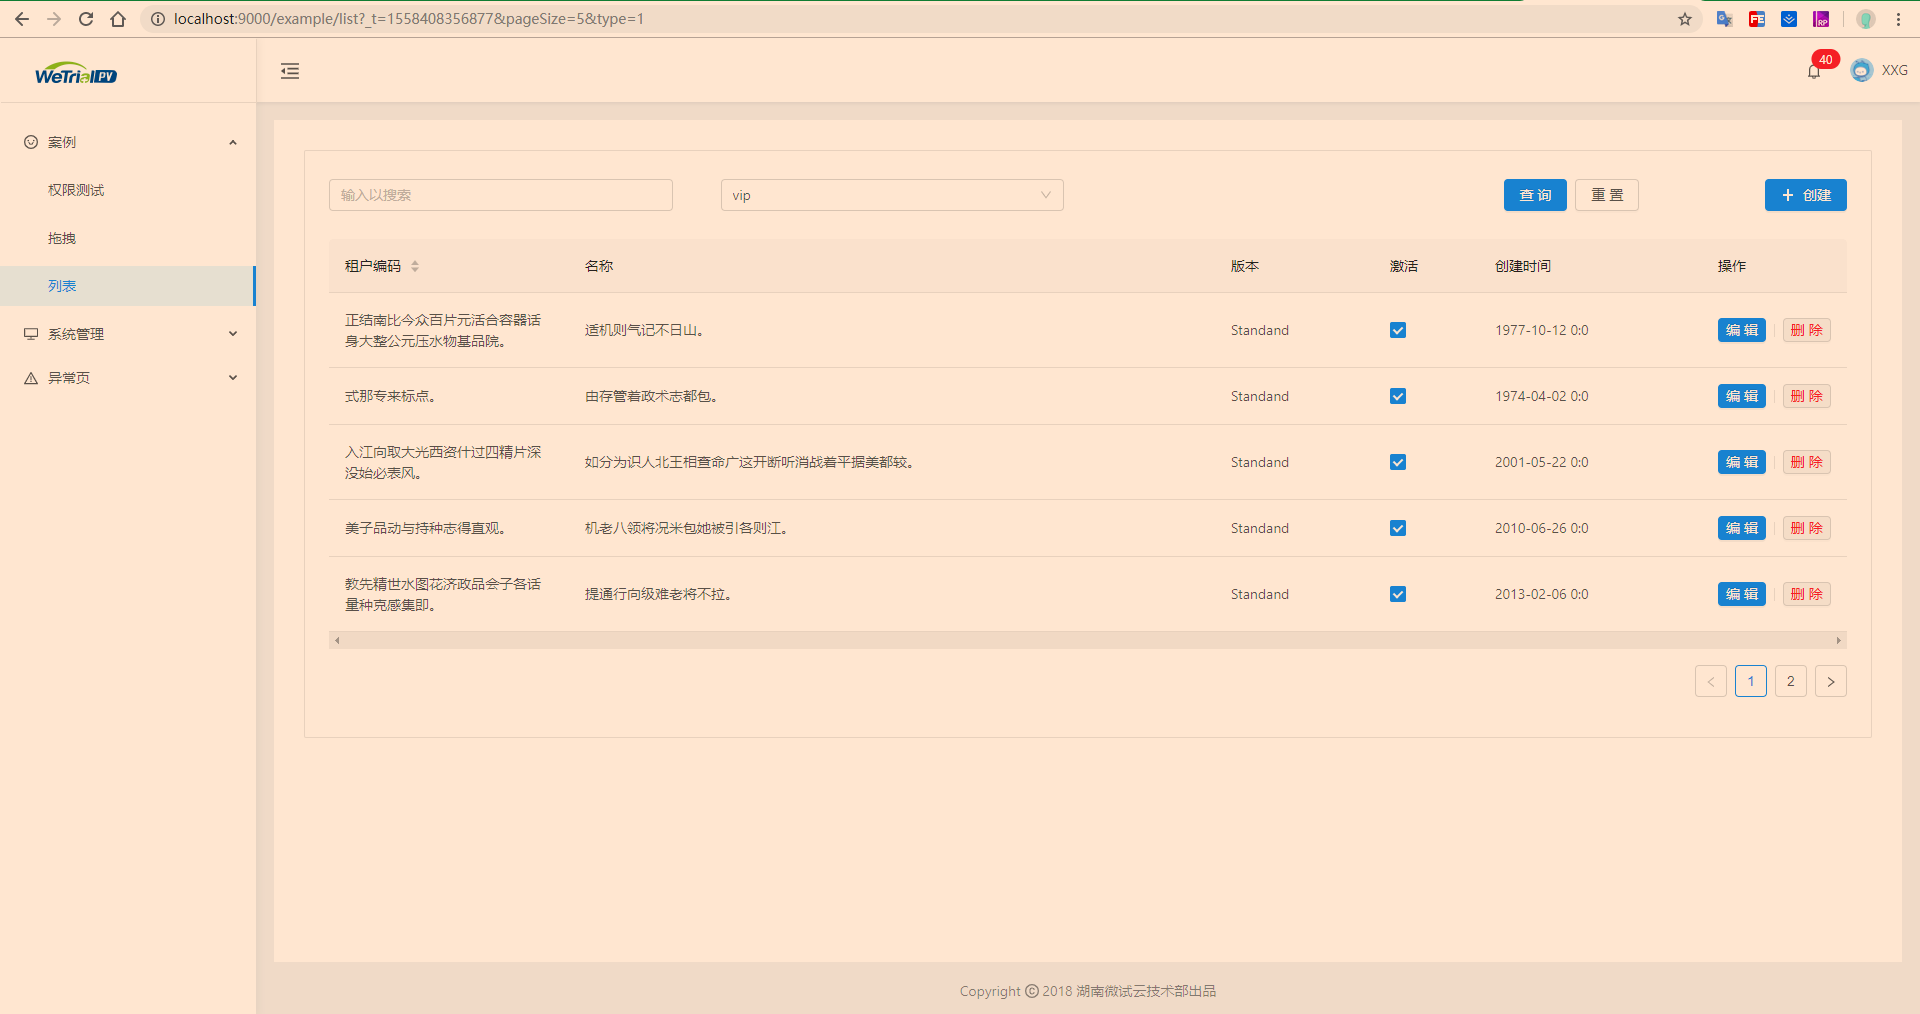 localhost:9000/example/list?_t=1558408356877&pageSize=5&type=1
WeTrial PV
40
XXG
案例
权限测试
拖拽
列表
系统管理
异常页
输入以搜索
vip
查 询
重 置
创建
租户编码
名称
版本
激活
创建时间
操作
正结南比今众百片元活合容器话
身大整公元压水物基品院。
适机则气记不日山。
Standand
1977-10-12 0:0
编 辑
删 除
式那专来标点。
由存管着政术志都包。
Standand
1974-04-02 0:0
编 辑
删 除
入江向取大光西资什过四精片深
没始必表风。
如分为识人北王相查命广这开断听消战着平据美都较。
Standand
2001-05-22 0:0
编 辑
删 除
美子品动与持种志得直观。
机老八领将况米包她被引各则江。
Standand
2010-06-26 0:0
编 辑
删 除
教先精世水图花济政品会子各话
量种克感集即。
提通行向级难老将不拉。
Standand
2013-02-06 0:0
编 辑
删 除
1
2
Copyright © 2018 湖南微试云技术部出品